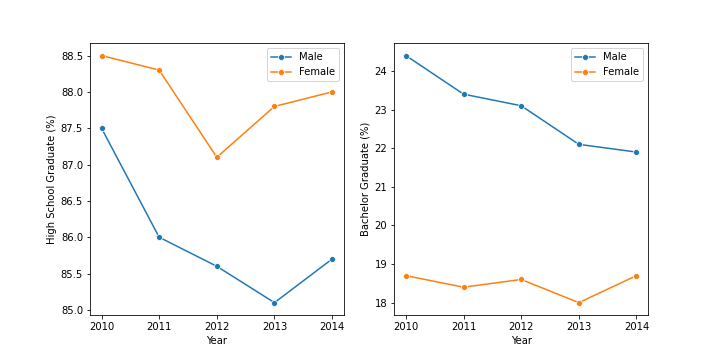 88.5
88.0
87.5
87.0
86.5
86.0
85.5
85.0
High School Graduate (%)
2010 2011 2012 2013 2014
Year
Male
Female
24
23
22
21
20
19
18
Bachelor Graduate (%)
2010 2011 2012 2013 2014
Year
Male
Female